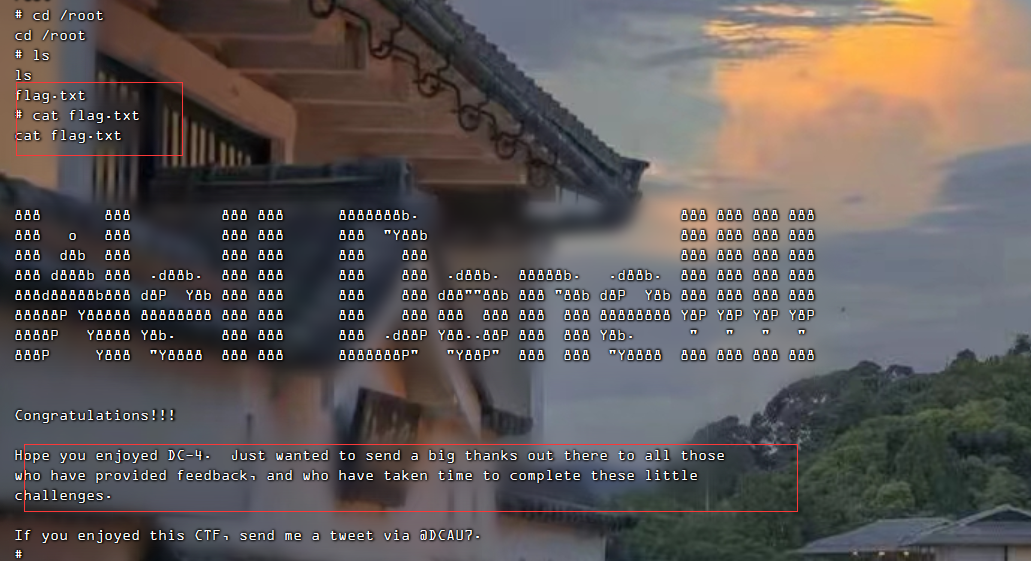 # cd /root
cd /root
# ls
ls
flag.txt
# cat flag.txt
cat flag.txt
888       888          888 888      8888888b.                             888 888 888 888
888   o   888          888 888      888  "Y88b                            888 888 888 888
888  d8b  888          888 888      888    888                            888 888 888 888
888 d888b 888  .d88b.  888 888      888    888  .d88b.  88888b.   .d88b.  888 888 888 888
888d88888b888 d8P  Y8b 888 888      888    888 d88""88b 888 "88b d8P  Y8b 888 888 888 888
88888P Y88888 88888888 888 888      888    888 888  888 888  888 88888888 Y8P Y8P Y8P Y8P
8888P   Y8888 Y8b.     888 888      888  .d88P Y88..88P 888  888 Y8b.      "   "   "   "
888P     Y888  "Y8888  888 888      8888888P"   "Y88P"  888  888  "Y8888  888 888 888 888
Congratulations!!!
Hope you enjoyed DC-4.  Just wanted to send a big thanks out there to all those
who have provided feedback, and who have taken time to complete these little
challenges.
If you enjoyed this CTF, send me a tweet via @DCAU7.
#